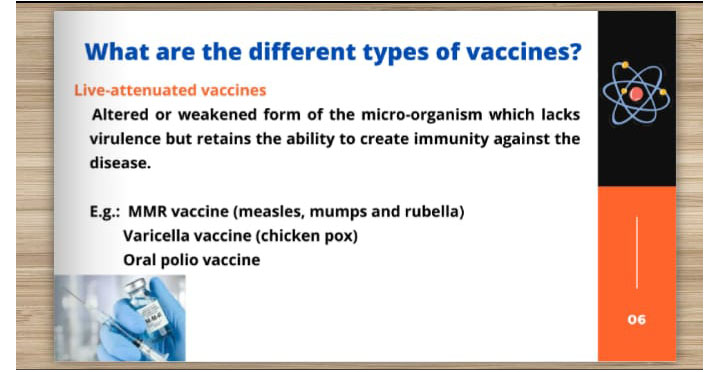 What are the different types of vaccines?
Live-attenuated vaccines
Altered or weakened form of the micro-organism which lacks
virulence but retains the ability to create immunity against the
disease.
E.g.: MMR vaccine (measles, mumps and rubella)
Varicella vaccine (chicken pox)
Oral polio vaccine
06